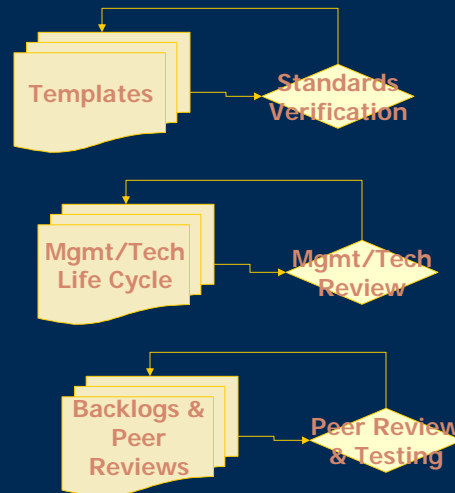 Templates
Standards
Verification
Mgmt/Tech
Life Cycle
Mgmt/Tech
Review
Backlogs &
Peer
Reviews
Peer Review
& Testing